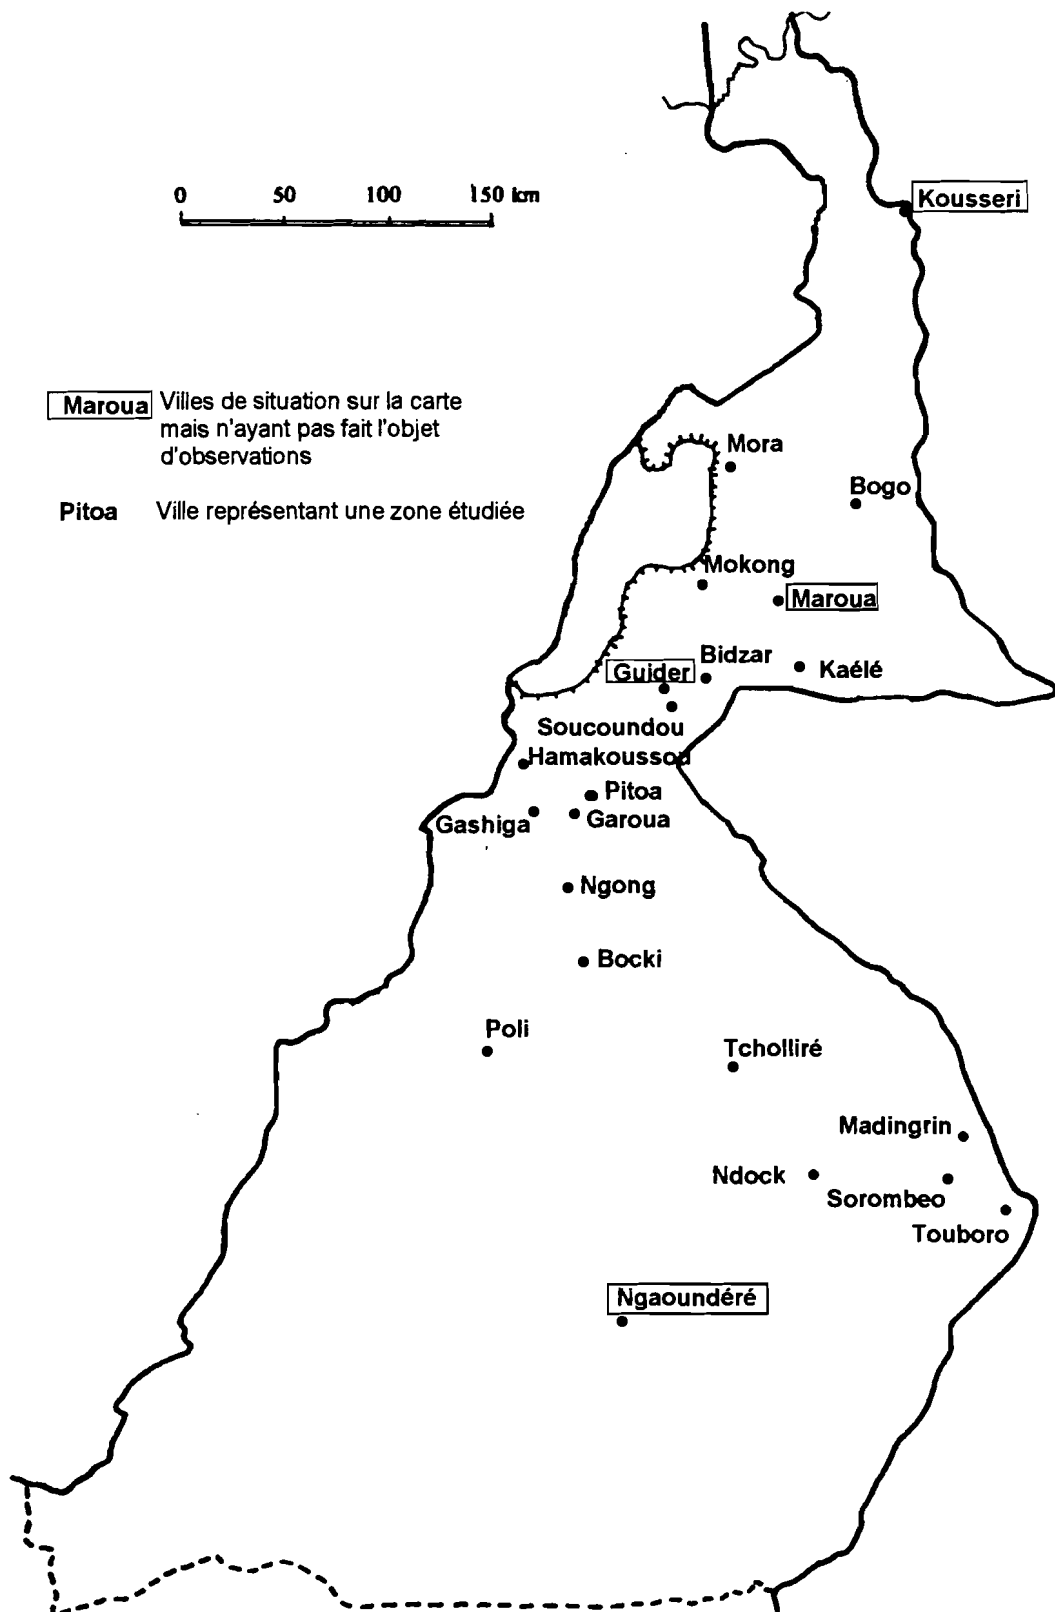 0 50 100 150 km
Kousseri
Maroua Villes de situation sur la carte
mais n'ayant pas fait l'objet
d'observations
Pitoa Ville représentant une zone étudiée
Mora
Bogo
Mokong
Maroua
Bidzar
Guider
Kaélé
Soucoundou
Hamakoussou
Pitoa
Gashiga
Garoua
Ngong
Bocki
Poli
Tcholliré
Madingrin
Ndock
Sorombeo
Touboro
Ngaoundéré